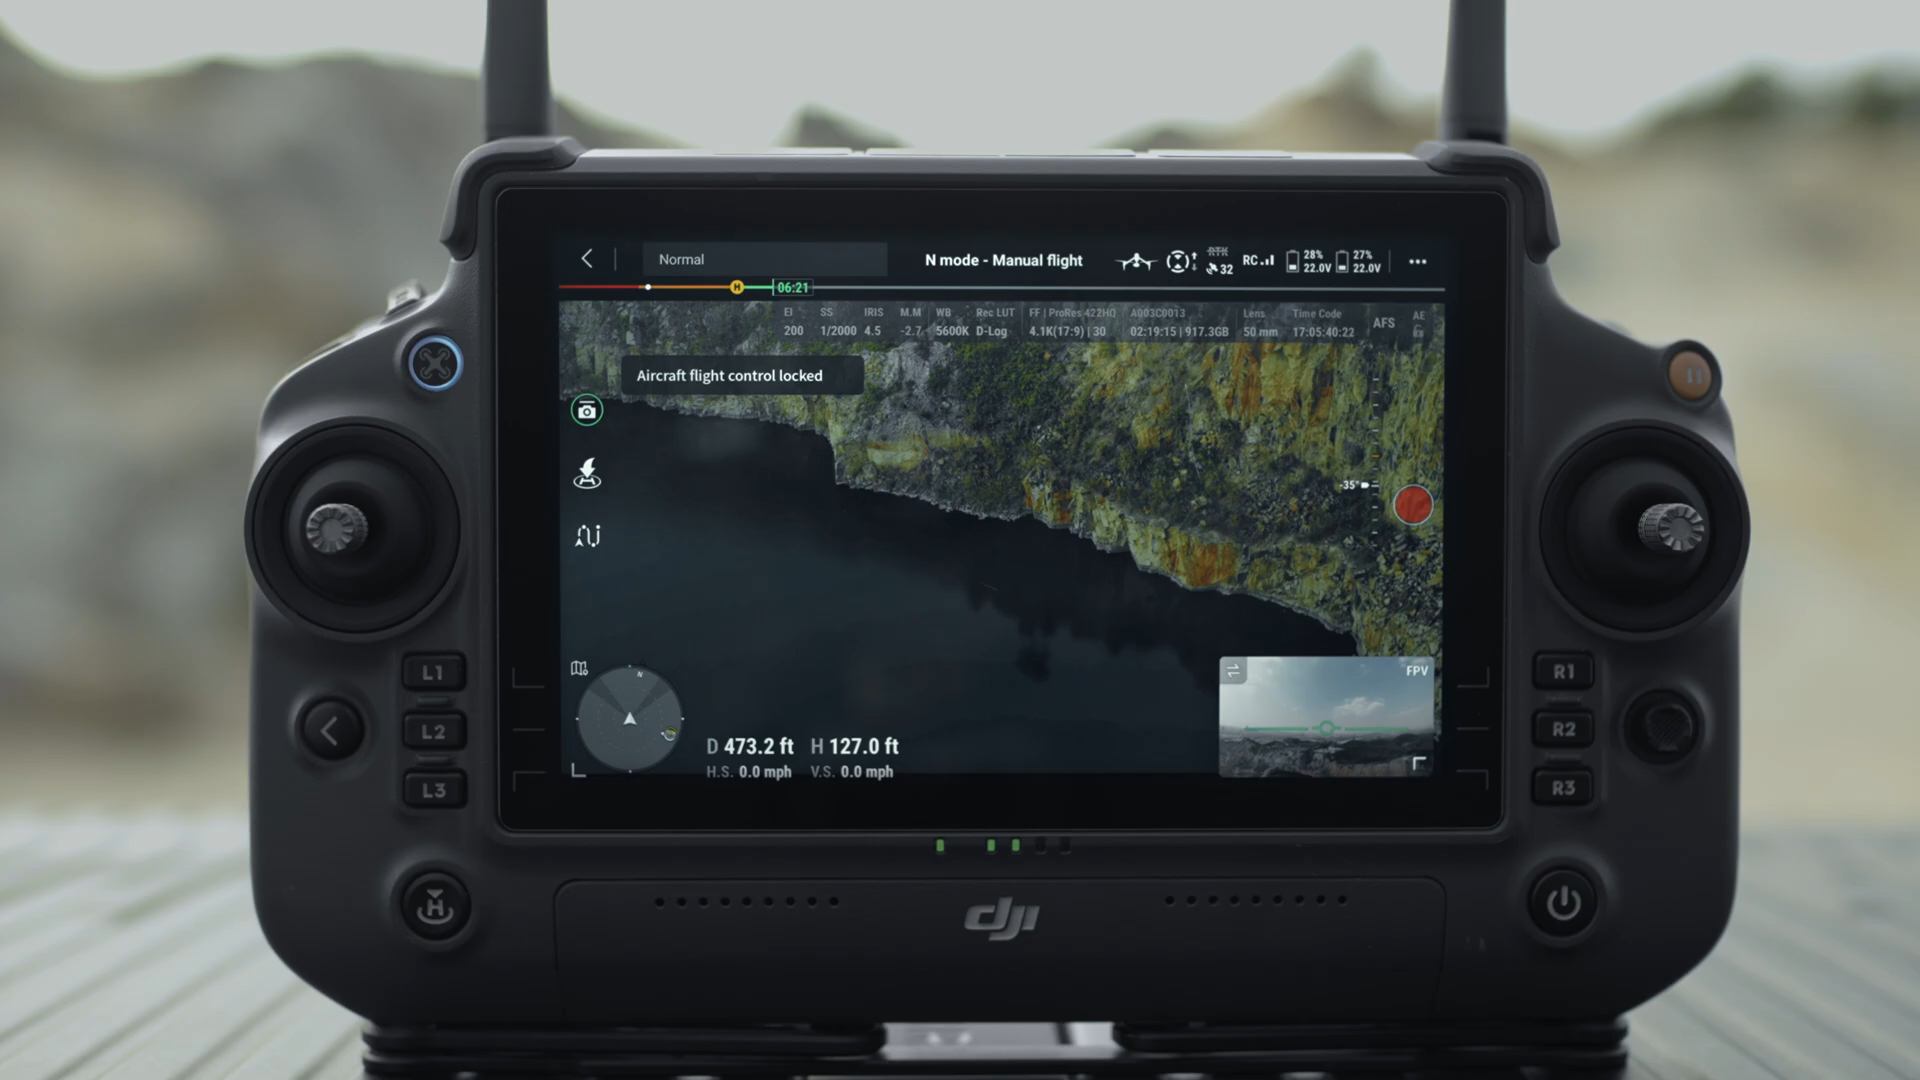 Normal
N mode - Manual flight
RTK
32
RC
28%
22.0V
27%
22.0V
H
06:21
EI
200
SS
1/2000
IRIS
4.5
M.M
-2.7
WB
5600K
Rec LUT
D-Log
FF | ProRes 422HQ
4.1K(17:9) | 30
A003C0013
02:19:15 | 917.3GB
Lens
50 mm
Time Code
17:05:40:22
AFS
AE
Aircraft flight control locked
-35°
N
D 473.2 ft H 127.0 ft
H.S. 0.0 mph V.S. 0.0 mph
FPV
L1
L2
L3
R1
R2
R3
H
dji